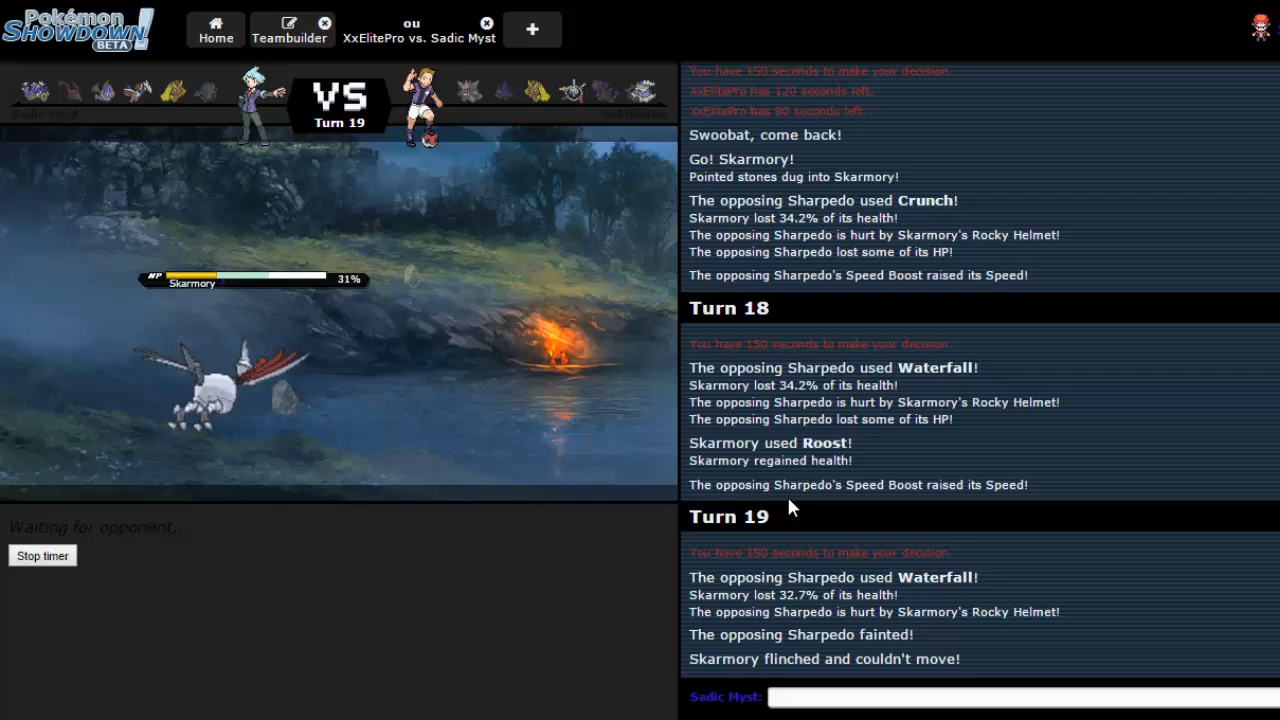 Pokémon
SHOWDOWN!
BETA
Home
Teambuilder
ou
XxElitePro vs. Sadic Myst
+
VS
Turn 19
You have 150 seconds to make your decision.
XxElitePro has 120 seconds left.
XxElitePro has 90 seconds left.
Swoobat, come back!
Go! Skarmory!
Pointed stones dug into Skarmory!
The opposing Sharpedo used Crunch!
Skarmory lost 34.2% of its health!
The opposing Sharpedo is hurt by Skarmory's Rocky Helmet!
The opposing Sharpedo lost some of its HP!
The opposing Sharpedo's Speed Boost raised its Speed!
Turn 18
You have 150 seconds to make your decision.
The opposing Sharpedo used Waterfall!
Skarmory lost 34.2% of its health!
The opposing Sharpedo is hurt by Skarmory's Rocky Helmet!
The opposing Sharpedo lost some of its HP!
Skarmory used Roost!
Skarmory regained health!
The opposing Sharpedo's Speed Boost raised its Speed!
Turn 19
You have 150 seconds to make your decision.
The opposing Sharpedo used Waterfall!
Skarmory lost 32.7% of its health!
The opposing Sharpedo is hurt by Skarmory's Rocky Helmet!
The opposing Sharpedo fainted!
Skarmory flinched and couldn't move!
HP
31%
Skarmory
Waiting for opponent...
Stop timer
Sadic Myst: